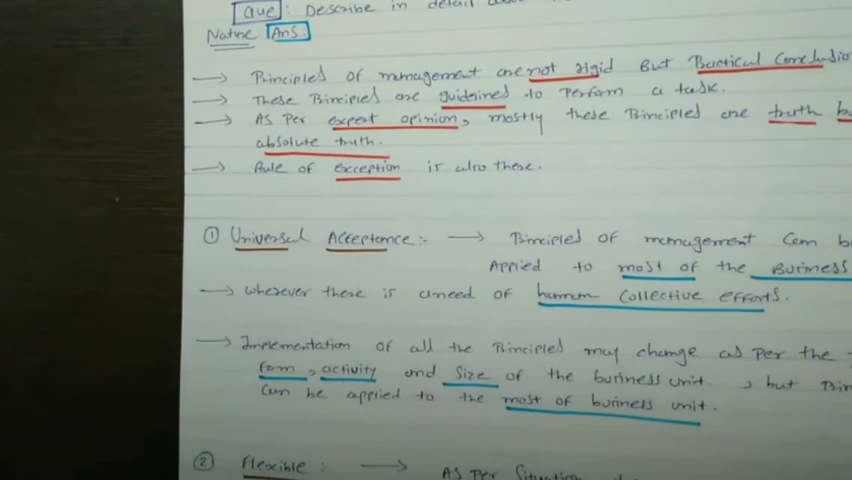 Que : Describe in detail about
Nature Ans:
→ Principles of management are not rigid But Practical Conclusion
→ These Principles are guidelines to perform a task.
→ As per expert opinion, mostly these Principles are truth
absolute truth.
→ Rule of exception is also there.
① Universal Acceptance :- → Principles of management Can be
Applied to most of the Business
→ wherever there is a need of human Collective efforts.
→ Implementation of all the Principles may change as per the
form, activity and size of the business unit, but
Can be applied to the most of business unit.
② Flexible : → As per situation